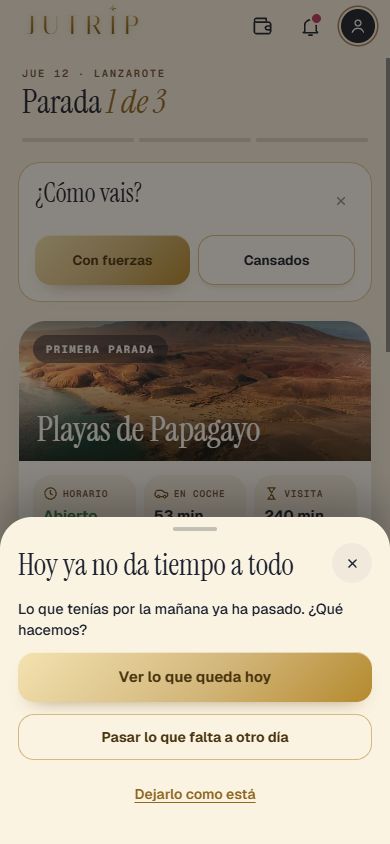 JUTRIP
JUE 12 · LANZAROTE
Parada 1 de 3
¿Cómo vais?
Con fuerzas
Cansados
PRIMERA PARADA
Playas de Papagayo
HORARIO
EN COCHE
VISITA
Abierto
53 min
240 min
Hoy ya no da tiempo a todo
Lo que tenías por la mañana ya ha pasado. ¿Qué
hacemos?
Ver lo que queda hoy
Pasar lo que falta a otro día
Dejarlo como está